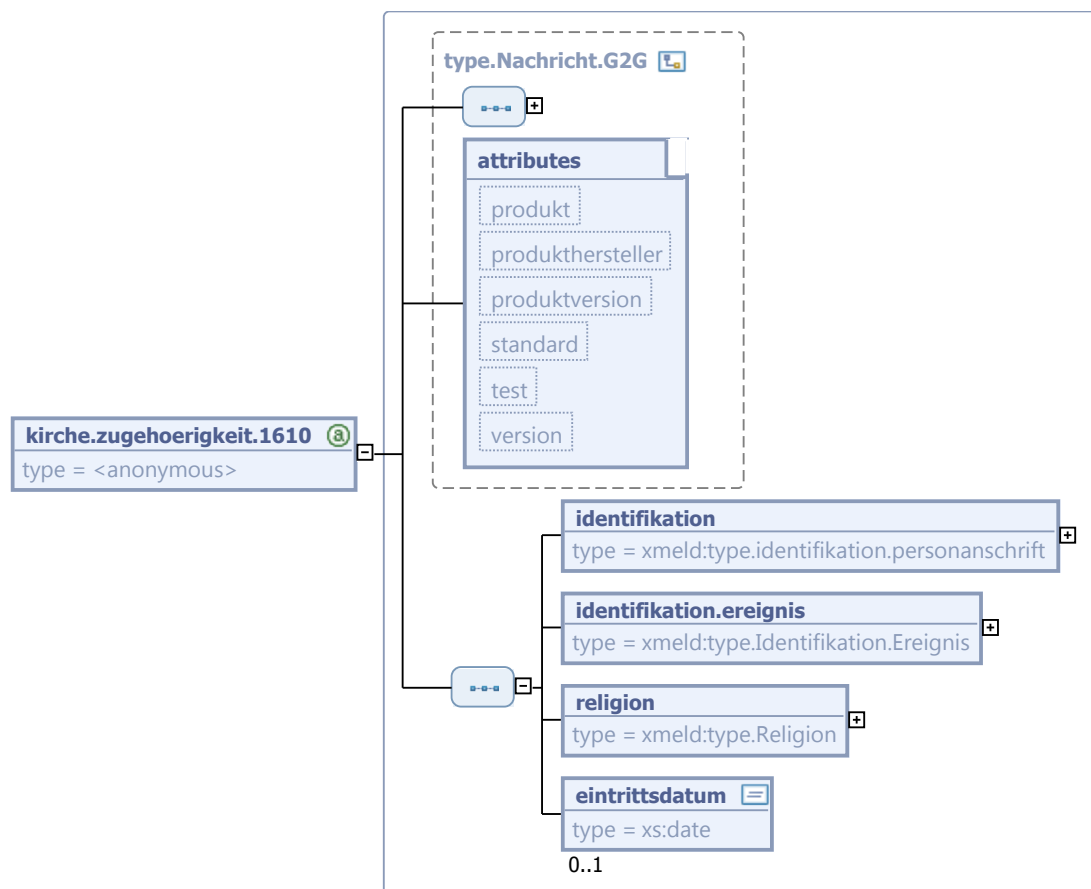 type.Nachricht.G2G
attributes
produkt
produkthersteller
produktversion
standard
test
version
kirche.zugehoerigkeit.1610
type = <anonymous>
identifikation
type = xmeld:type.identifikation.personanschrift
identifikation.ereignis
type = xmeld:type.Identifikation.Ereignis
religion
type = xmeld:type.Religion
eintrittsdatum
type = xs:date
0..1